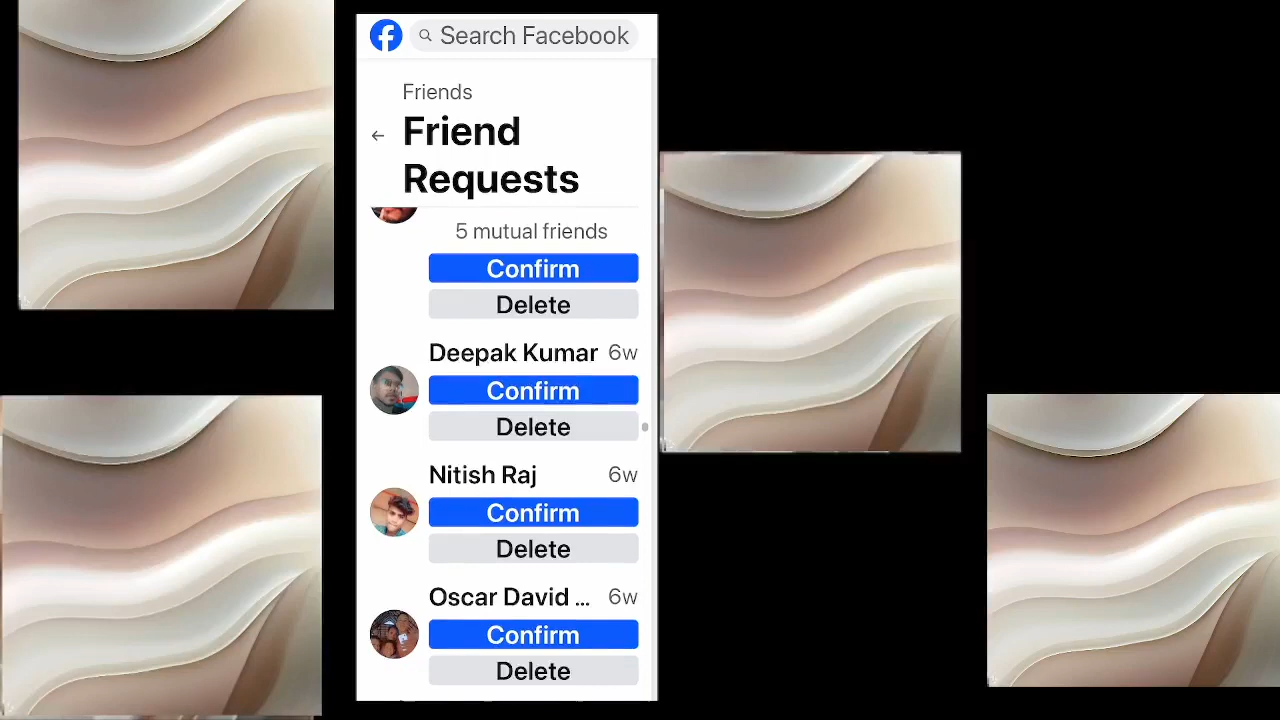 Search Facebook
Friends
Friend
Requests
5 mutual friends
Confirm
Delete
Deepak Kumar 6w
Confirm
Delete
Nitish Raj 6w
Confirm
Delete
Oscar David ... 6w
Confirm
Delete